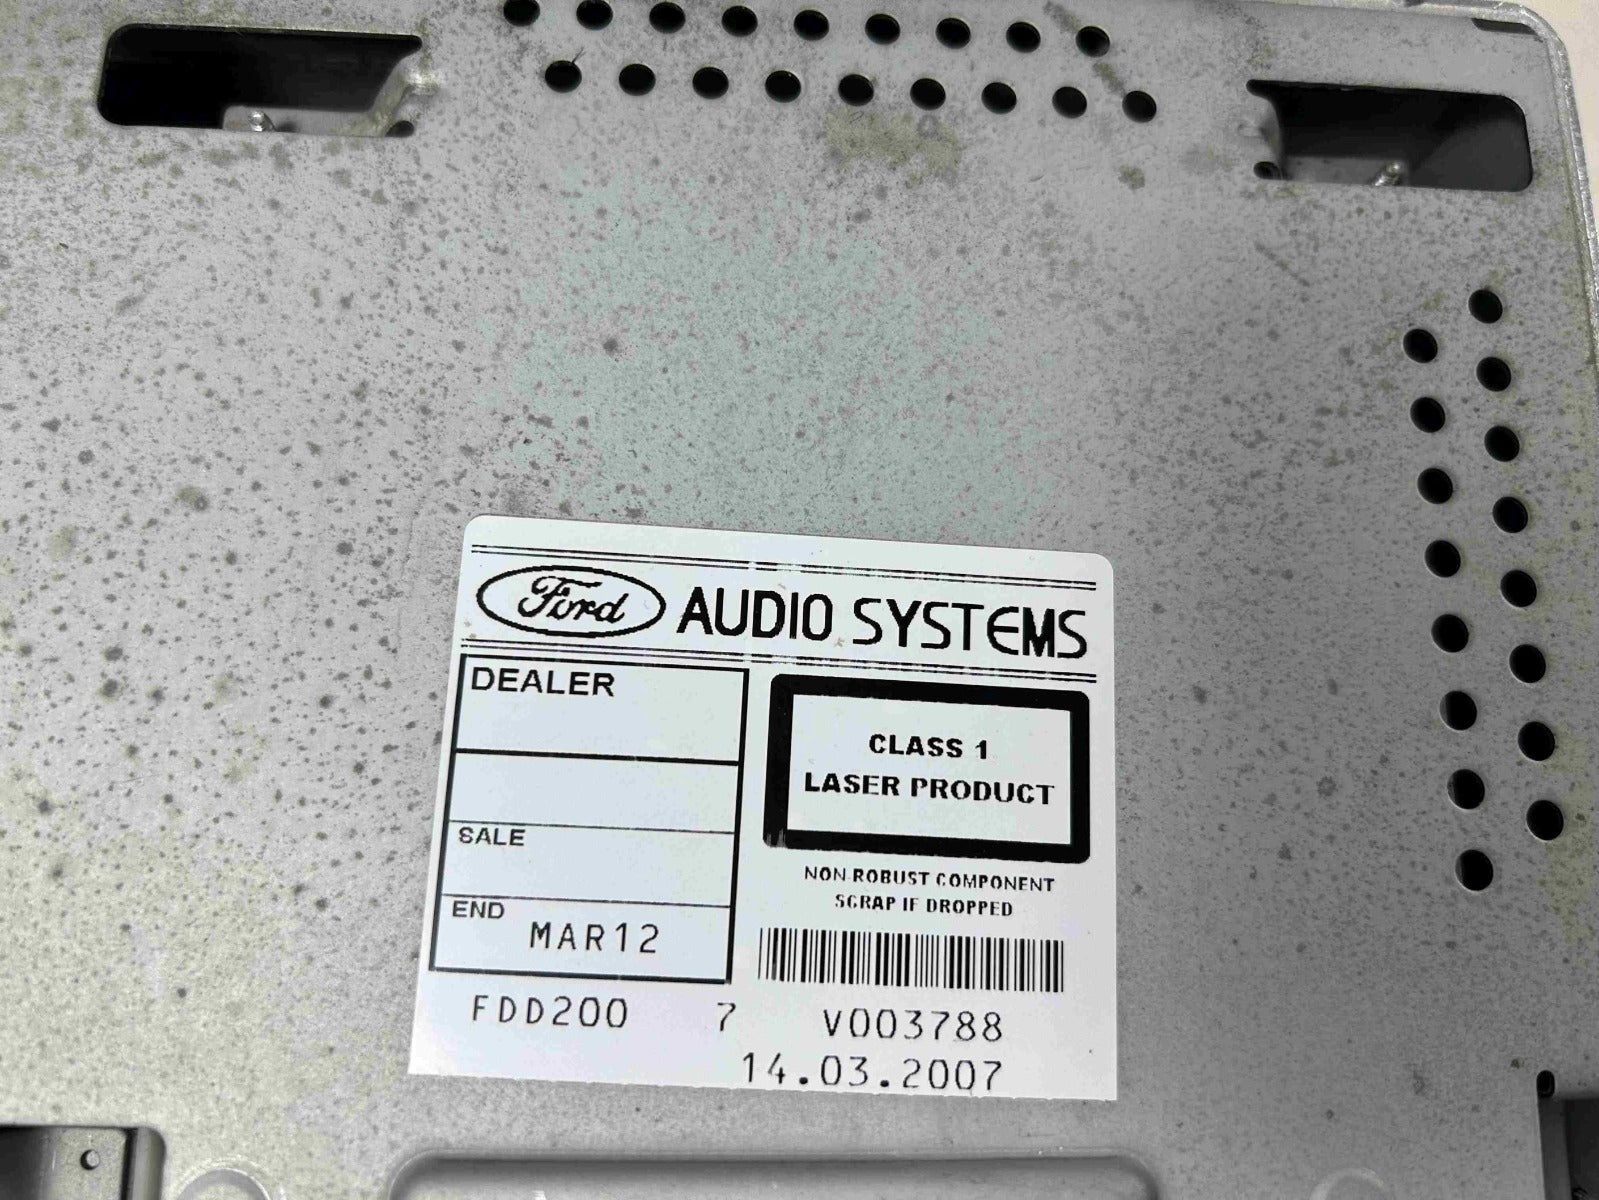 Ford AUDIO SYSTEMS
DEALER
SALE
END MAR12
CLASS 1
LASER PRODUCT
NON-ROBUST COMPONENT
SCRAP IF DROPPED
FDD200 7 V003788
14.03.2007